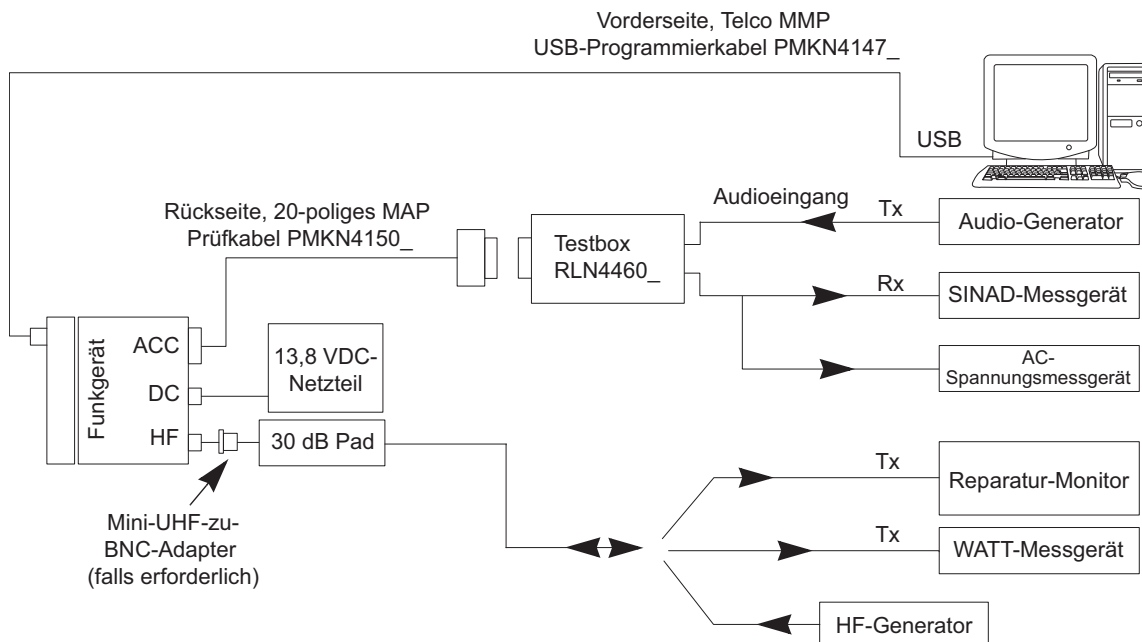 Vorderseite, Telco MMP
USB-Programmierkabel PMKN4147_
USB
Rückseite, 20-poliges MAP
Prüfkabel PMKN4150_
Testbox
RLN4460_
Audioeingang
Tx
Audio-Generator
Rx
SINAD-Messgerät
AC-
Spannungsmessgerät
Funkgerät
ACC
DC
HF
13,8 VDC-
Netzteil
30 dB Pad
Mini-UHF-zu-
BNC-Adapter
(falls erforderlich)
Tx
Reparatur-Monitor
Tx
WATT-Messgerät
HF-Generator